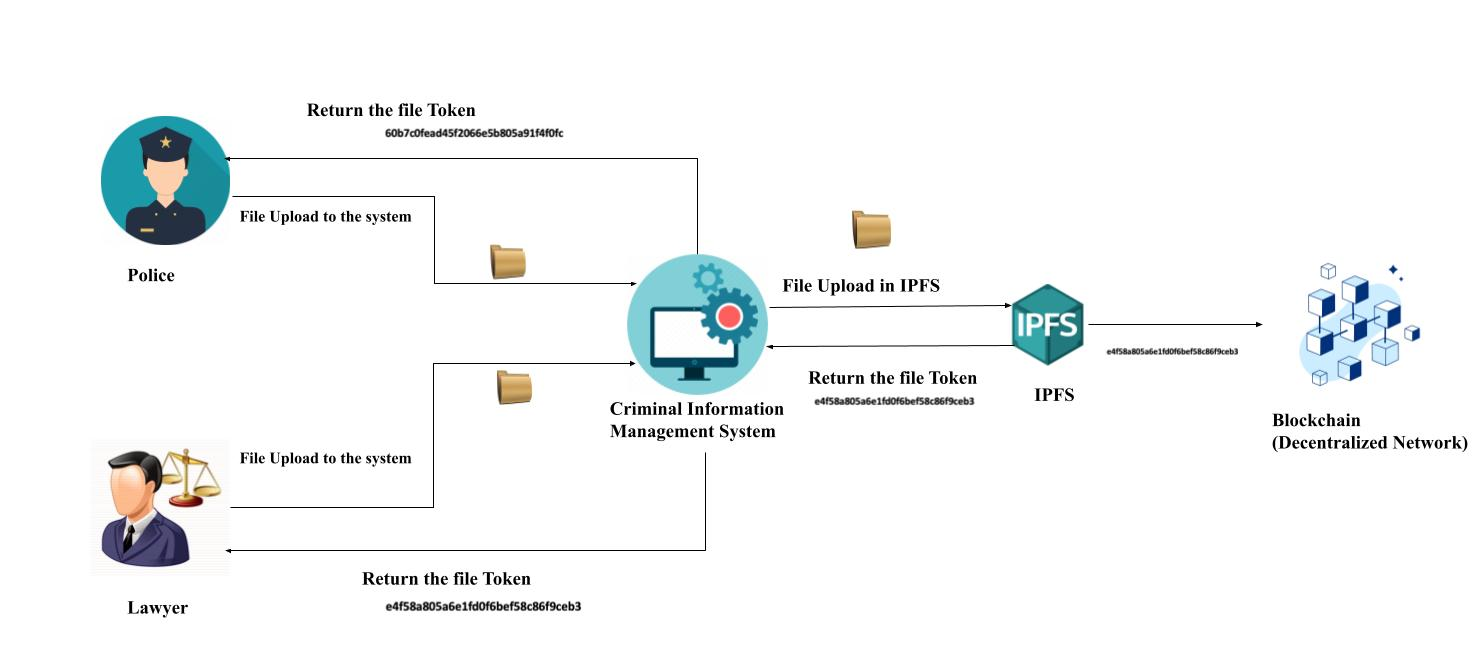 Return the file Token
60b7c0fead45f2066e5b805a91f4f0fc
File Upload to the system
Police
File Upload in IPFS
IPFS
Return the file Token
e4f58a805a6e1fd0f6bef58c86f9ceb3
e4f58a805a6e1fd0f6bef58c86f9ceb3
IPFS
Criminal Information
Management System
Blockchain
(Decentralized Network)
File Upload to the system
Lawyer
Return the file Token
e4f58a805a6e1fd0f6bef58c86f9ceb3